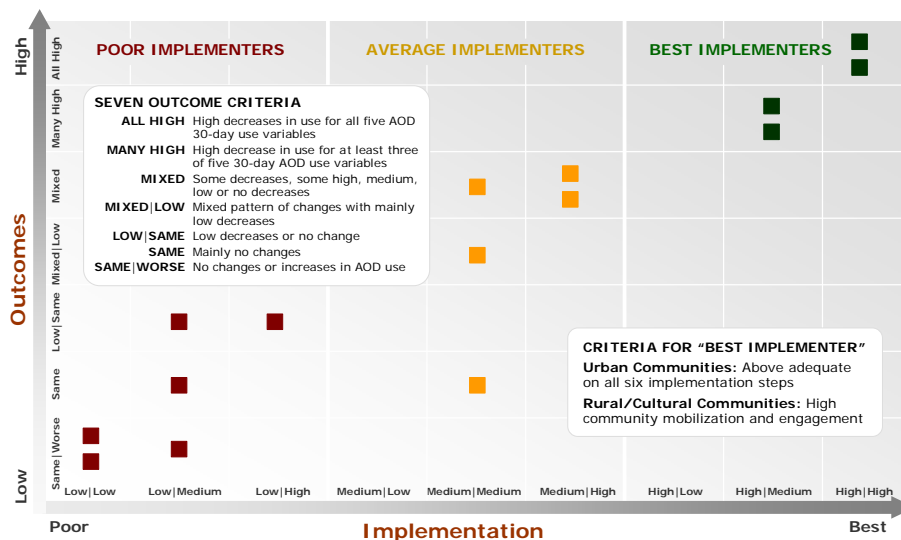 High
All High
Many High
Mixed
Mixed|Low
Low|Same
Same
Same|Worse
Low
Outcomes
POOR IMPLEMENTERS
AVERAGE IMPLEMENTERS
BEST IMPLEMENTERS
SEVEN OUTCOME CRITERIA
ALL HIGH High decreases in use for all five AOD
30-day use variables
MANY HIGH High decrease in use for at least three
of five 30-day AOD use variables
MIXED Some decreases, some high, medium,
low or no decreases
MIXED|LOW Mixed pattern of changes with mainly
low decreases
LOW|SAME Low decreases or no change
SAME Mainly no changes
SAME|WORSE No changes or increases in AOD use
CRITERIA FOR “BEST IMPLEMENTER”
Urban Communities: Above adequate
on all six implementation steps
Rural/Cultural Communities: High
community mobilization and engagement
Low|Low Low|Medium Low|High Medium|Low Medium|Medium Medium|High High|Low High|Medium High|High
Poor
Implementation
Best